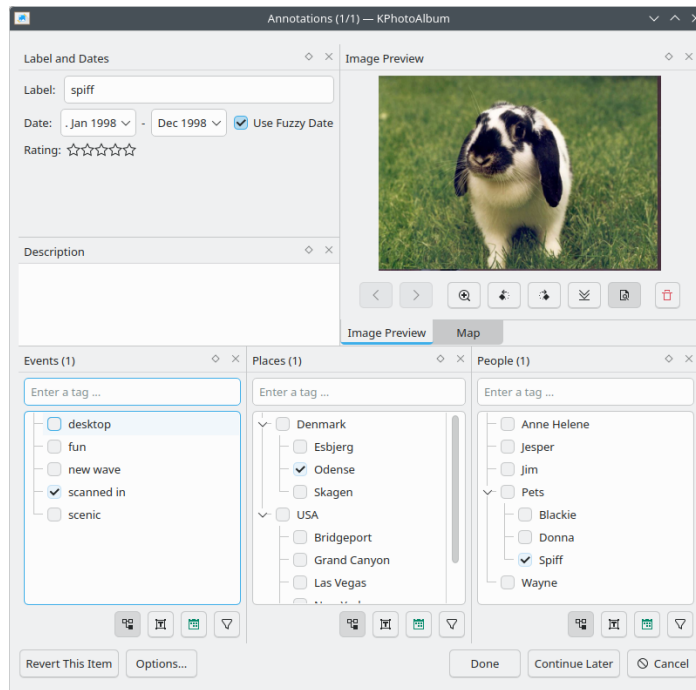 Annotations (1/1) — KPhotoAlbum
Label and Dates
Image Preview
Label: spiff
Date: . Jan 1998 - Dec 1998 Use Fuzzy Date
Rating:
Description
Image Preview Map
Events (1)
Places (1)
People (1)
Enter a tag ...
Enter a tag ...
Enter a tag ...
desktop
fun
new wave
scanned in
scenic
Denmark
Esbjerg
Odense
Skagen
USA
Bridgeport
Grand Canyon
Las Vegas
Anne Helene
Jesper
Jim
Pets
Blackie
Donna
Spiff
Wayne
Revert This Item Options... Done Continue Later Cancel